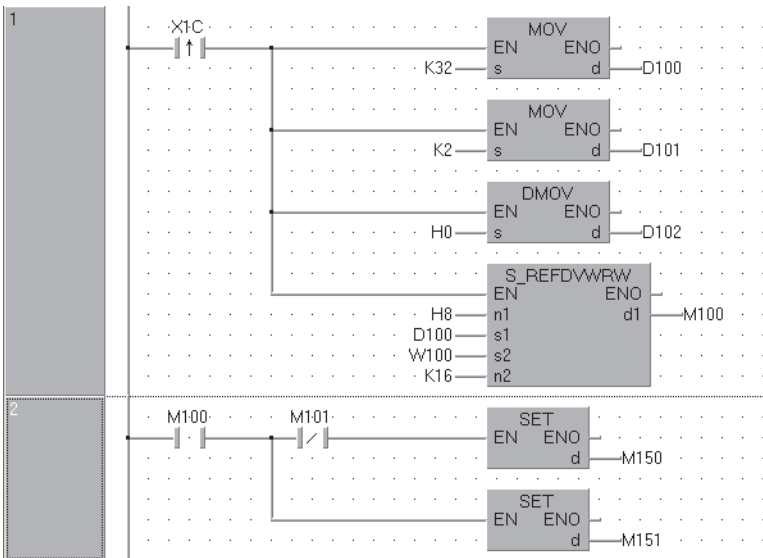 1
X1C
MOV
EN ENO
K32 s d D100
MOV
EN ENO
K2 s d D101
DMOV
EN ENO
H0 s d D102
S_REFDVWRW
EN ENO
H8 n1 d1 M100
D100 s1
W100 s2
K16 n2
2
M100 M101 SET
EN ENO
d M150
SET
EN ENO
d M151